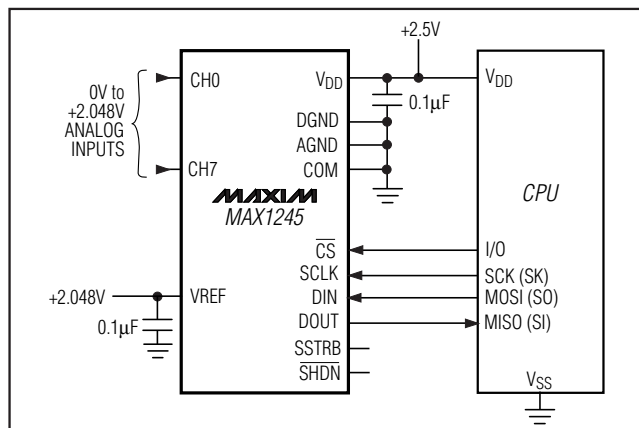 +2.5V
0V to
+2.048V
ANALOG
INPUTS
CH0
CH7
VDD
0.1µF
DGND
AGND
COM
MAXIM
MAX1245
CS
SCLK
DIN
DOUT
SSTRB
SHDN
+2.048V
VREF
0.1µF
VDD
CPU
I/O
SCK (SK)
MOSI (SO)
MISO (SI)
VSS